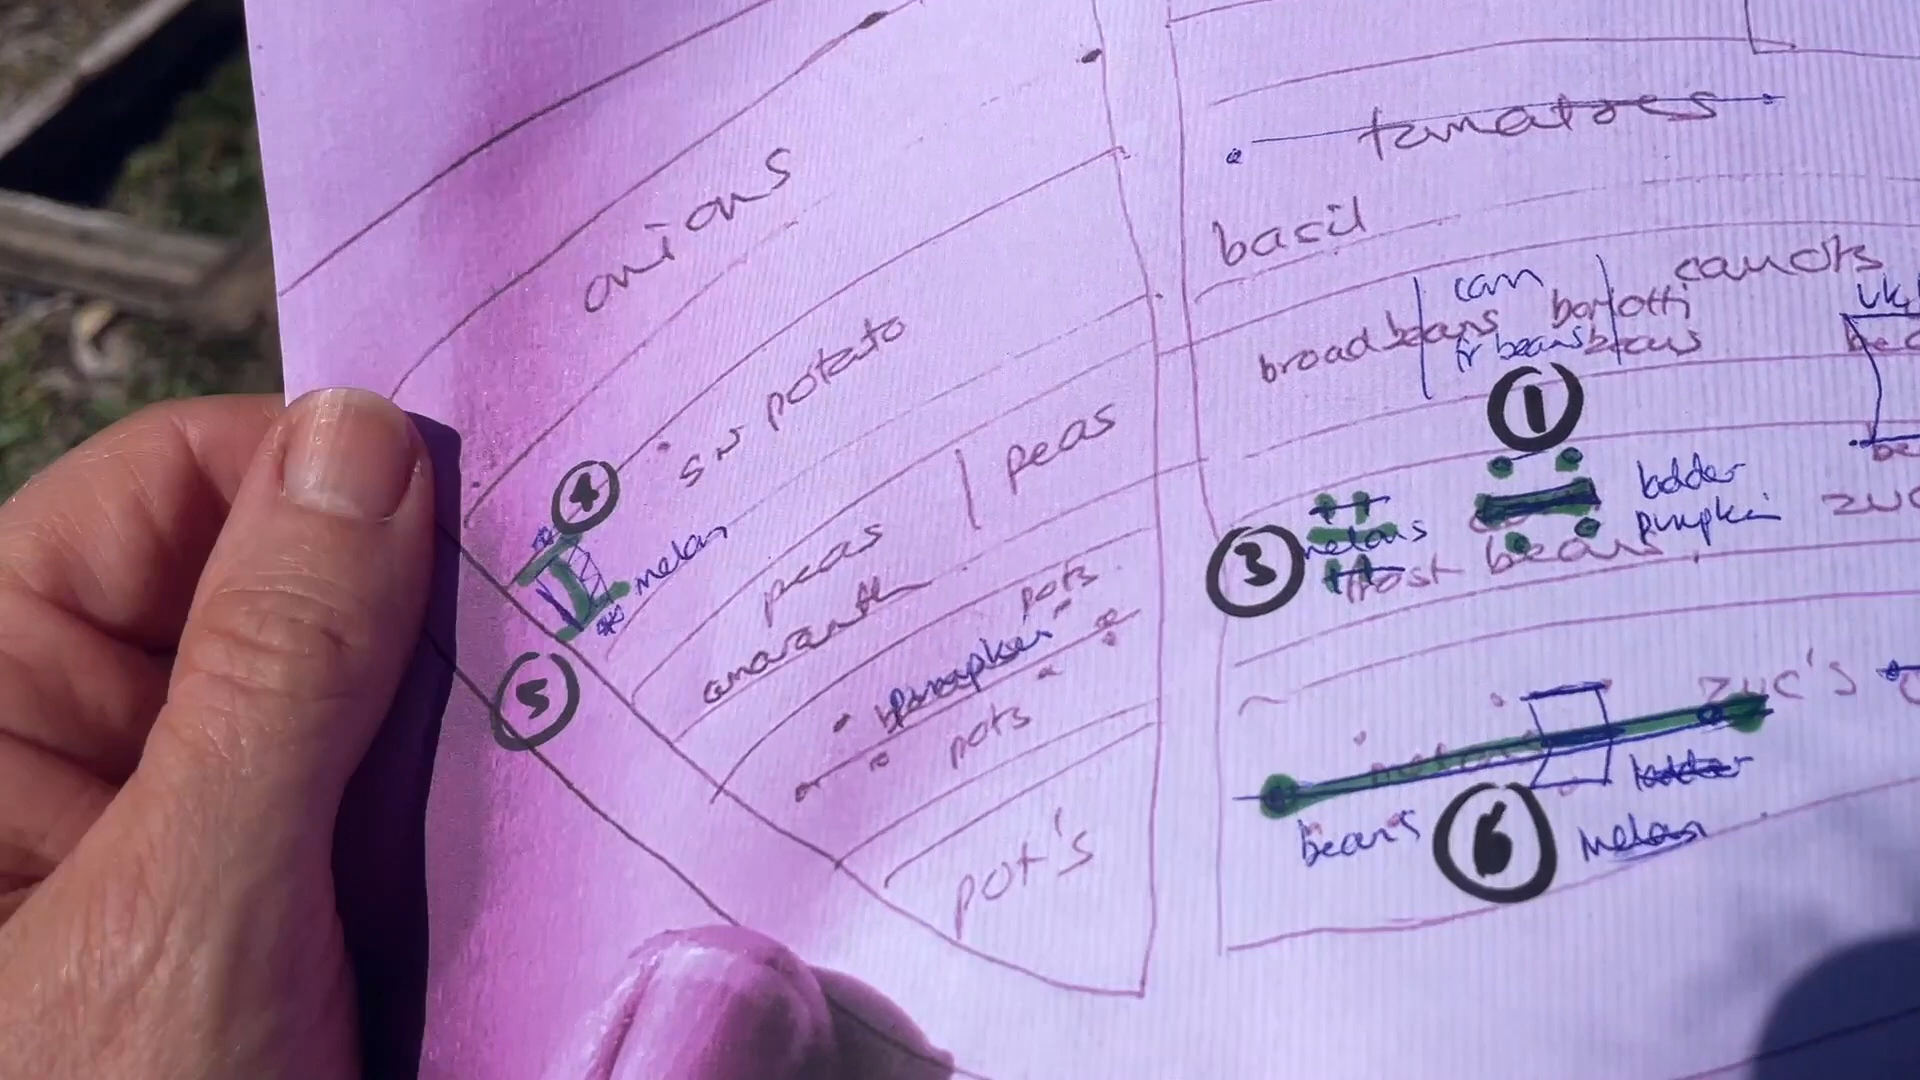 onions
sw potato
4
melon
peas | peas
amaranth
pots
pumpkin
pots
5
pot's
tomatoes
basil
carrots
corn
broad beans
borlotti
fr beans
beans
1
ladder
pumpkin
3
melons
beans
zuc's
ladder
beans
6
melon